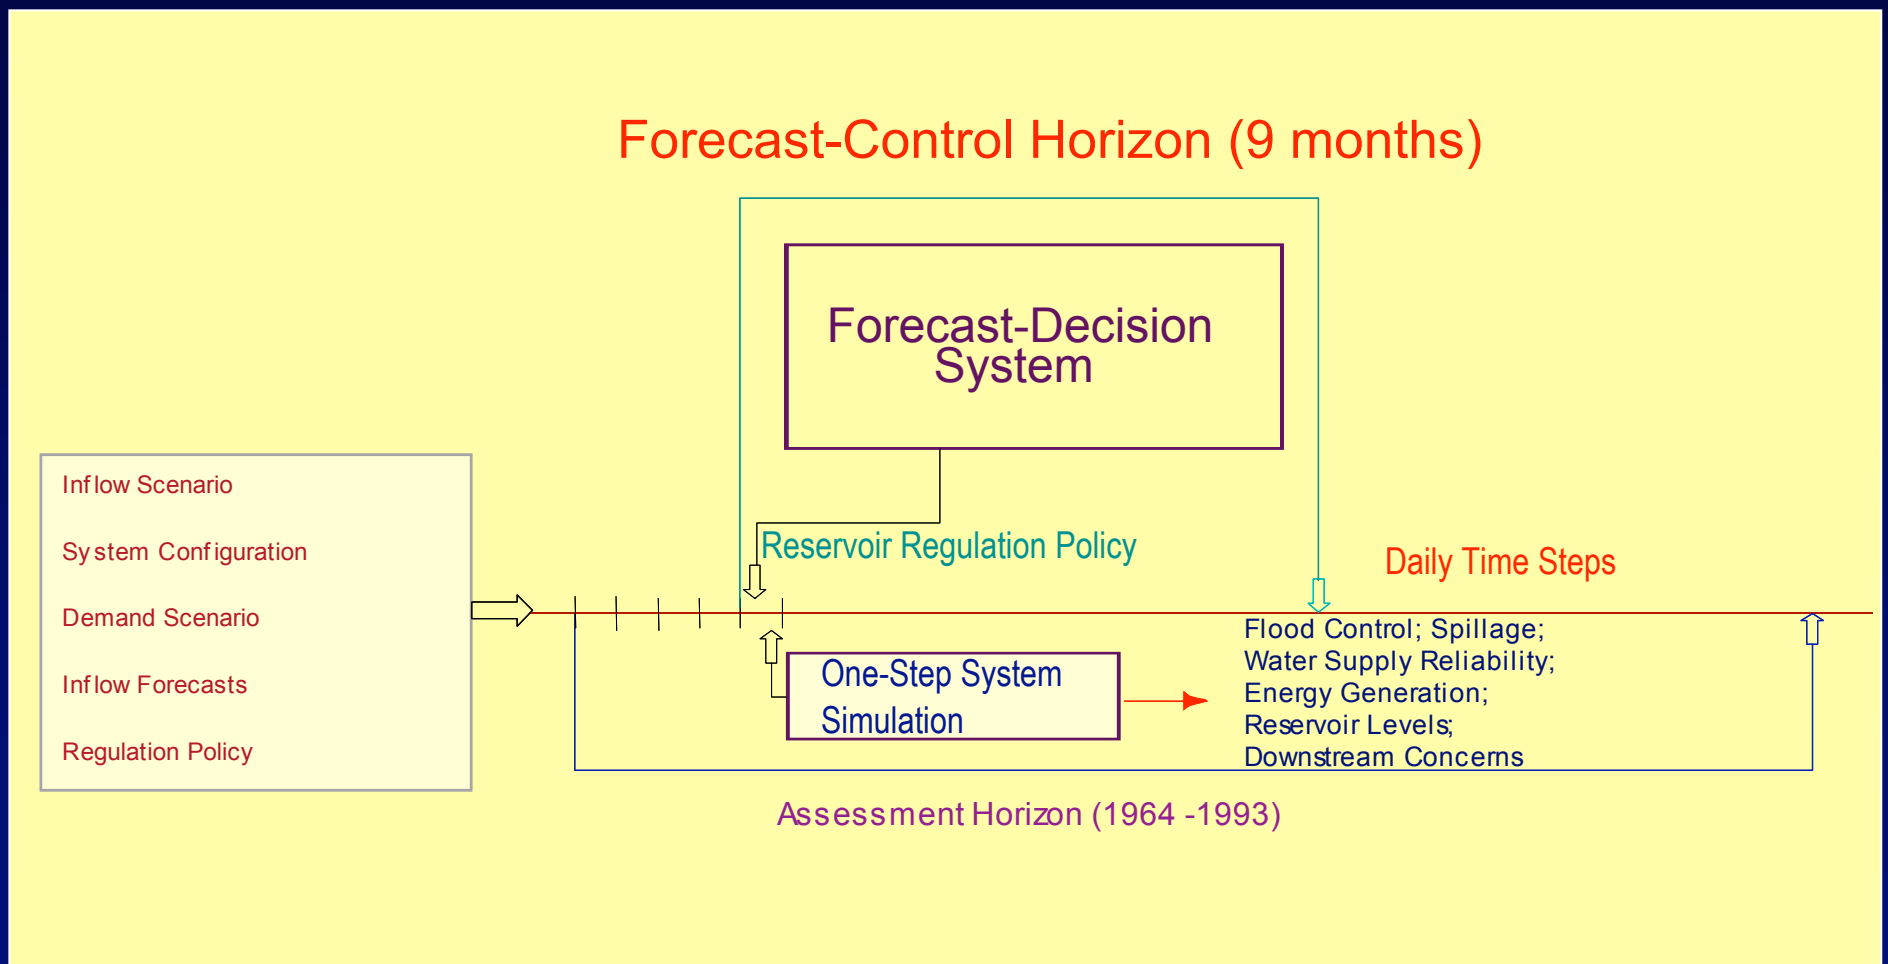 Forecast-Control Horizon (9 months)
Forecast-Decision
System
Inflow Scenario
System Configuration
Demand Scenario
Inflow Forecasts
Regulation Policy
Reservoir Regulation Policy
Daily Time Steps
One-Step System
Simulation
Flood Control; Spillage;
Water Supply Reliability;
Energy Generation;
Reservoir Levels;
Downstream Concerns
Assessment Horizon (1964 -1993)